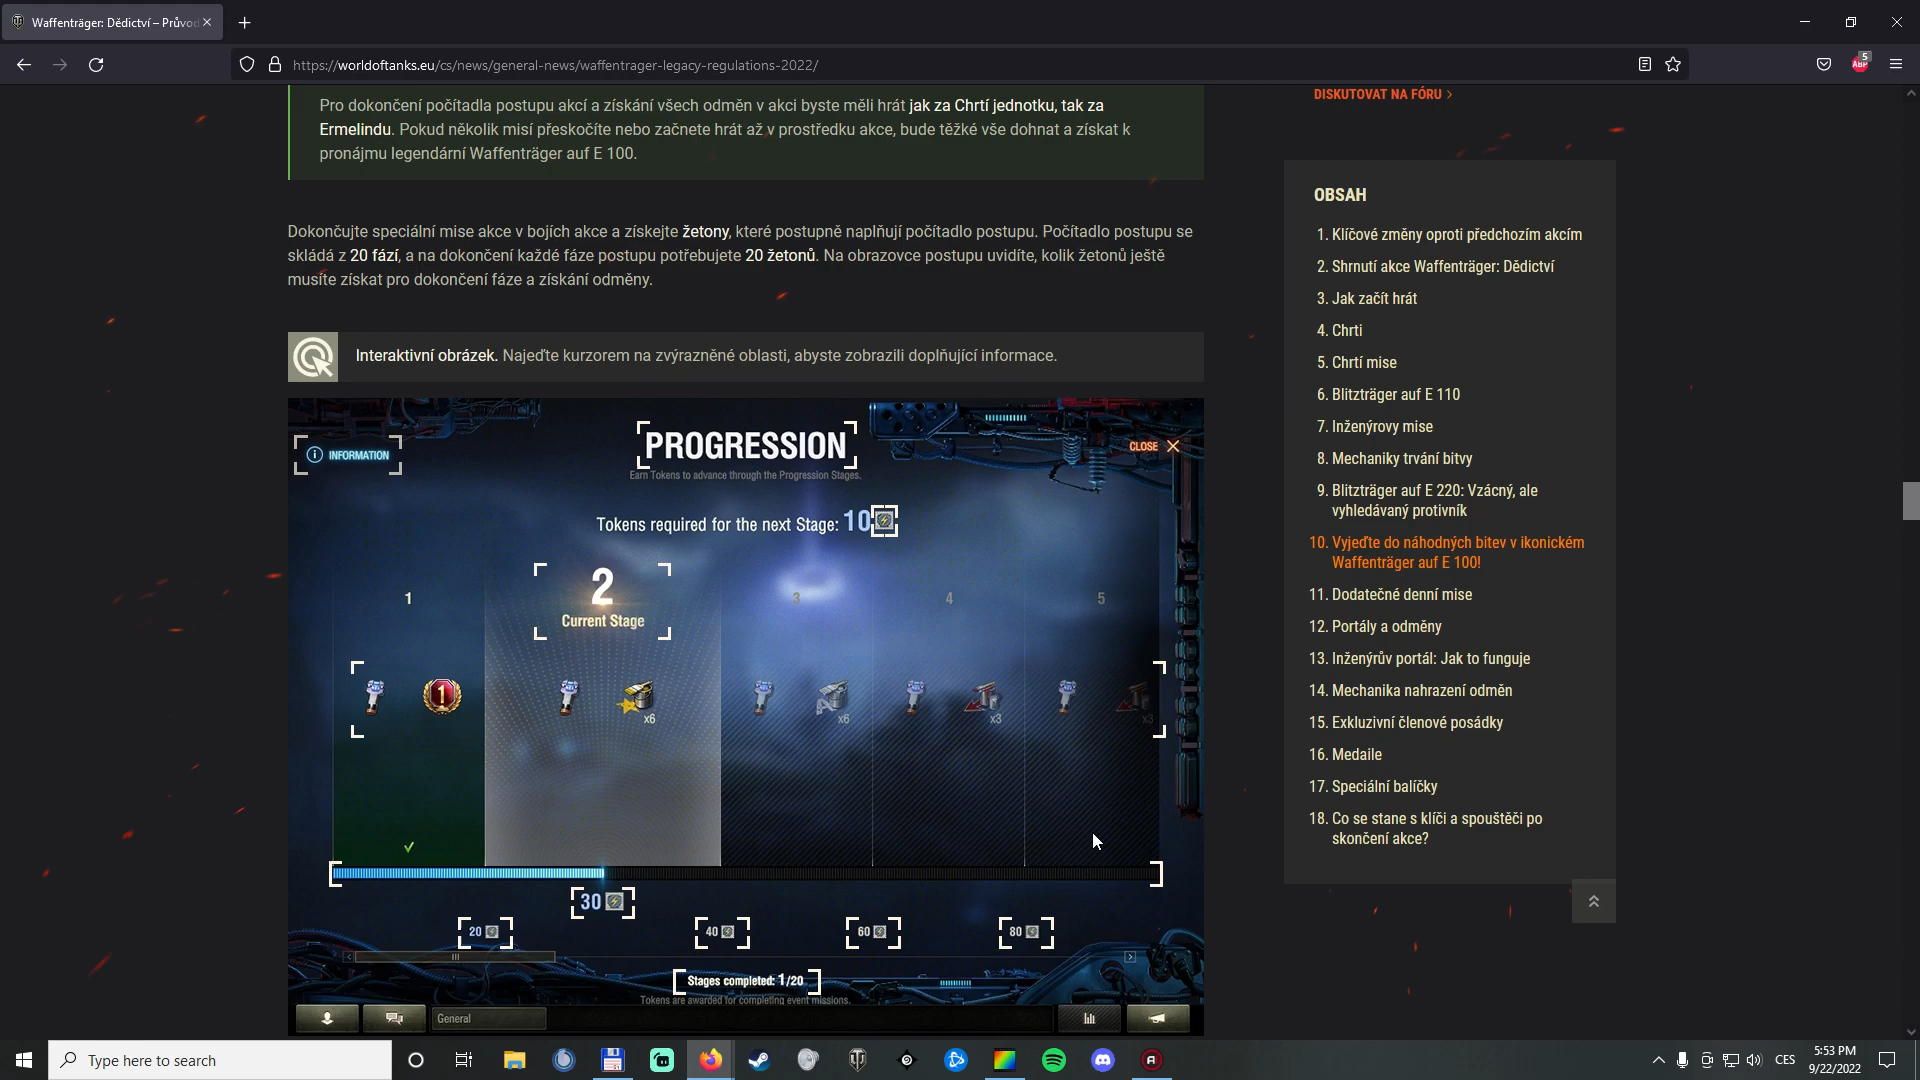 Waffenträger: Dědictví – Průvod
https://worldoftanks.eu/cs/news/general-news/waffentrager-legacy-regulations-2022/
5
ABP
Pro dokončení počítadla postupu akcí a získání všech odměn v akci byste měli hrát jak za Chrtí jednotku, tak za
Ermelindu. Pokud několik misí přeskočíte nebo začnete hrát až v prostředku akce, bude těžké vše dohnat a získat k
pronájmu legendární Waffenträger auf E 100.
Dokončujte speciální mise akce v bojích akce a získejte žetony, které postupně naplňují počítadlo postupu. Počítadlo postupu se
skládá z 20 fází, a na dokončení každé fáze postupu potřebujete 20 žetonů. Na obrazovce postupu uvidíte, kolik žetonů ještě
musíte získat pro dokončení fáze a získání odměny.
Interaktivní obrázek. Najeďte kurzorem na zvýrazněné oblasti, abyste zobrazili doplňující informace.
INFORMATION
PROGRESSION
CLOSE
Earn Tokens to advance through the Progression Stages.
Tokens required for the next Stage: 10
1
2
3
4
5
Current Stage
1
x6
x6
x3
x3
30
20
40
60
80
Stages completed: 1/20
Tokens are awarded for completing event missions.
General
DISKUTOVAT NA FÓRU
OBSAH
1. Klíčové změny oproti předchozím akcím
2. Shrnutí akce Waffenträger: Dědictví
3. Jak začít hrát
4. Chrti
5. Chrtí mise
6. Blitzträger auf E 110
7. Inženýrovy mise
8. Mechaniky trvání bitvy
9. Blitzträger auf E 220: Vzácný, ale
vyhledávaný protivník
10. Vyjeďte do náhodných bitev v ikonickém
Waffenträger auf E 100!
11. Dodatečné denní mise
12. Portály a odměny
13. Inženýrův portál: Jak to funguje
14. Mechanika nahrazení odměn
15. Exkluzivní členové posádky
16. Medaile
17. Speciální balíčky
18. Co se stane s klíči a spouštěči po
skončení akce?
Type here to search
CES
5:53 PM
9/22/2022